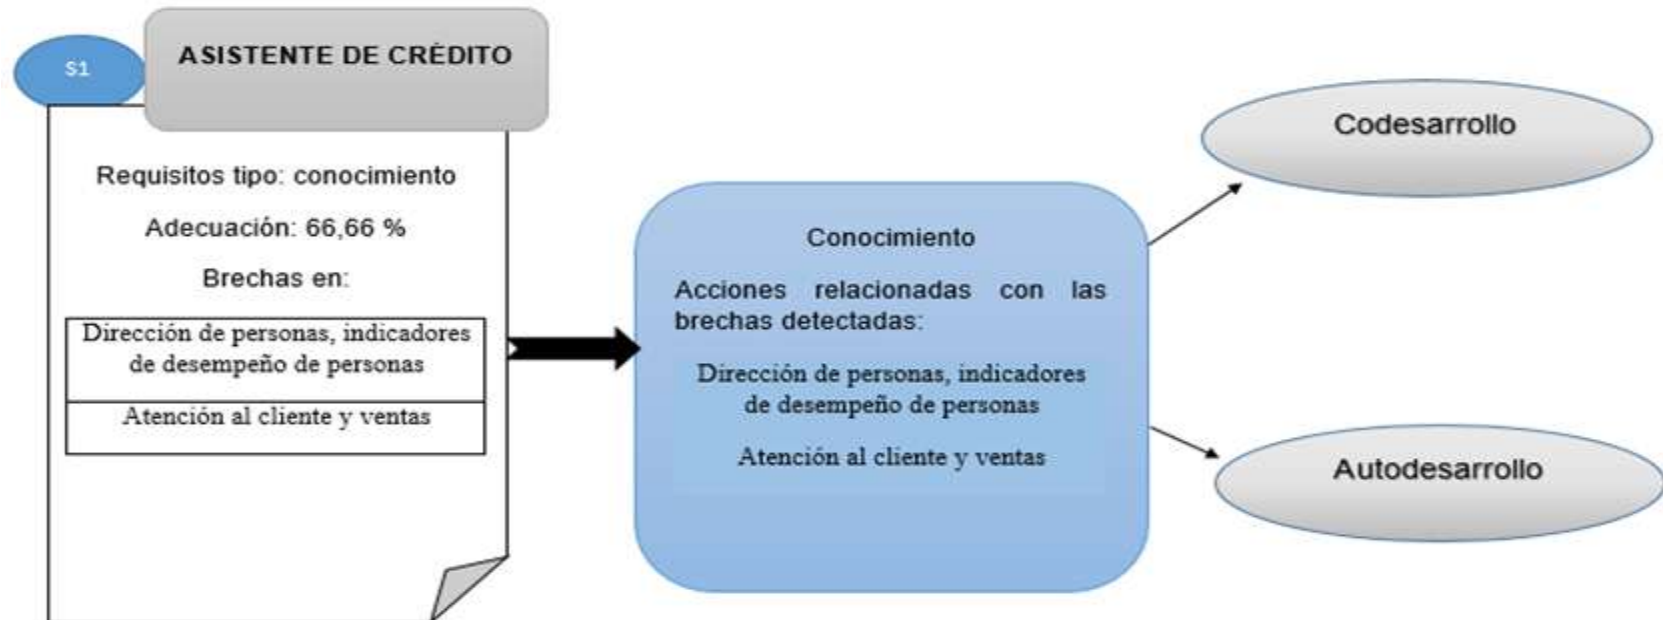 S1
ASISTENTE DE CRÉDITO
Requisitos tipo: conocimiento
Adecuación: 66,66 %
Brechas en:
Dirección de personas, indicadores
de desempeño de personas
Atención al cliente y ventas
Conocimiento
Acciones relacionadas con las
brechas detectadas:
Dirección de personas, indicadores
de desempeño de personas
Atención al cliente y ventas
Codesarrollo
Autodesarrollo